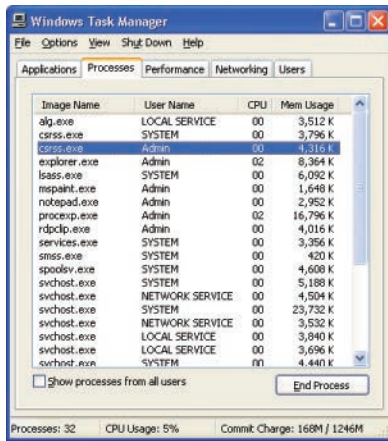 Windows Task Manager
File Options View Shut Down Help
Applications Processes Performance Networking Users
Image Name User Name CPU Mem Usage
alg.exe LOCAL SERVICE 00 3,512 K
csrss.exe SYSTEM 00 3,796 K
csrss.exe Admin 00 4,316 K
explorer.exe Admin 02 8,364 K
lsass.exe SYSTEM 00 6,092 K
mspaint.exe Admin 00 1,648 K
notepad.exe Admin 00 2,952 K
procexp.exe Admin 02 16,796 K
rdpclip.exe Admin 00 4,016 K
services.exe SYSTEM 00 3,356 K
smss.exe SYSTEM 00 420 K
spoolsv.exe SYSTEM 00 4,608 K
svchost.exe SYSTEM 00 5,188 K
svchost.exe NETWORK SERVICE 00 4,504 K
svchost.exe SYSTEM 00 23,732 K
svchost.exe NETWORK SERVICE 00 3,532 K
svchost.exe LOCAL SERVICE 00 3,840 K
svchost.exe LOCAL SERVICE 00 3,696 K
svchost.exe SYSTEM 00 4,440 K
Show processes from all users
End Process
Processes: 32 CPU Usage: 5% Commit Charge: 168M / 1246M